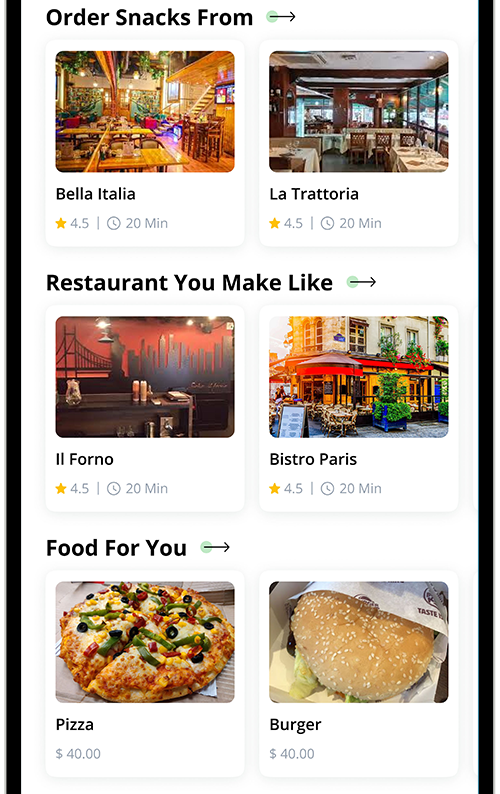 Order Snacks From
Bella Italia
4.5 | 20 Min
La Trattoria
4.5 | 20 Min
Restaurant You Make Like
Il Forno
4.5 | 20 Min
Bistro Paris
4.5 | 20 Min
Food For You
TASTE
Pizza
$ 40.00
Burger
$ 40.00